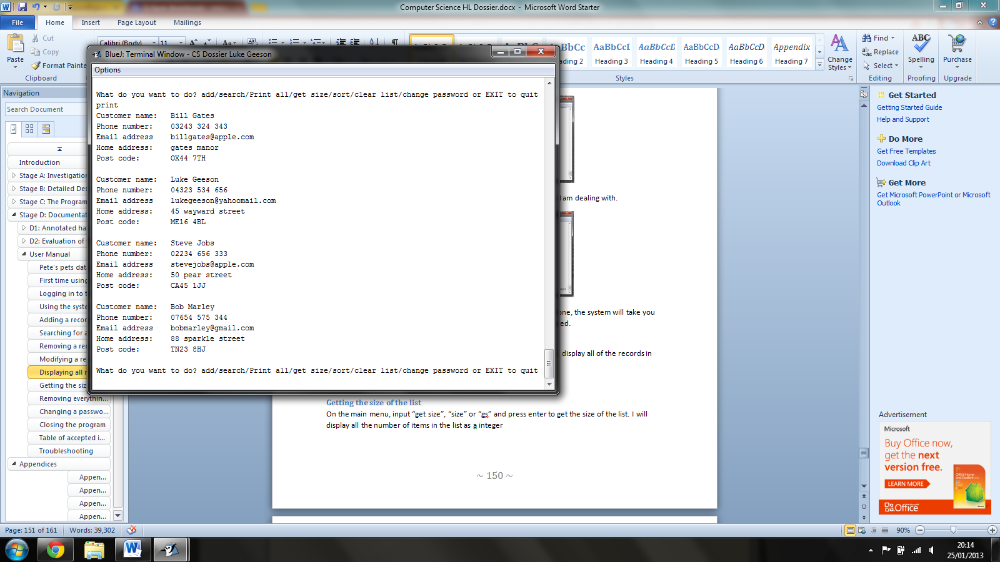 Computer Science HL Dossier.docx - Microsoft Word Starter
File Home Insert Page Layout Mailings
Paste
Cut
Copy
Format Painte
Clipboard
Calibri (Body) 11
Heading 2
AaBbCcI Heading 3
AaBbCcD Heading 4
AaBbCcD Heading 5
AaBbCcD Heading 6
Appendix Heading 7
Change Styles
Styles
Find
Replace
Select
Editing
ABC
Spelling
Proofing
Purchase
Upgrade
BlueJ: Terminal Window - CS Dossier Luke Geeson
Options
What do you want to do? add/search/Print all/get size/sort/clear list/change password or EXIT to quit
print
Customer name: Bill Gates
Phone number: 03243 324 343
Email address billgates@apple.com
Home address: gates manor
Post code: OX44 7TH
Customer name: Luke Geeson
Phone number: 04323 534 656
Email address lukegeeson@yahoomail.com
Home address: 45 wayward street
Post code: ME16 4BL
Customer name: Steve Jobs
Phone number: 02234 656 333
Email address stevejobs@apple.com
Home address: 50 pear street
Post code: CA45 1JJ
Customer name: Bob Marley
Phone number: 07654 575 344
Email address bobmarley@gmail.com
Home address: 88 sparkle street
Post code: TN23 8HJ
What do you want to do? add/search/Print all/get size/sort/clear list/change password or EXIT to quit
Navigation
Search Document
Introduction
Stage A: Investigation
Stage B: Detailed Des
Stage C: The Program
Stage D: Documenta
D1: Annotated ha
D2: Evaluation of
User Manual
Pete's pets dat
First time using
Logging in to t
Using the syste
Adding a recor
Searching for a
Removing a rec
Modifying a re
Displaying all r
Getting the siz
Removing everythin...
Changing a passwo...
Closing the program
Table of accepted i...
Troubleshooting
Appendices
Appen...
Appen...
Appen...
Appen...
I am dealing with.
one, the system will take you
ed.
display all of the records in
Getting the size of the list
On the main menu, input “get size”, “size” or “gs” and press enter to get the size of the list. I will
display all the number of items in the list as a integer
~ 150 ~
Get Started
Getting Started Guide
Help and Support
Do More
Get Free Templates
Download Clip Art
Get More
Get Microsoft PowerPoint or Microsoft
Outlook
Advertisement
Microsoft
Buy Office now,
get the next
version free.
LEARN MORE
Office
Page: 151 of 161 Words: 39,302
90%
20:14
25/01/2013